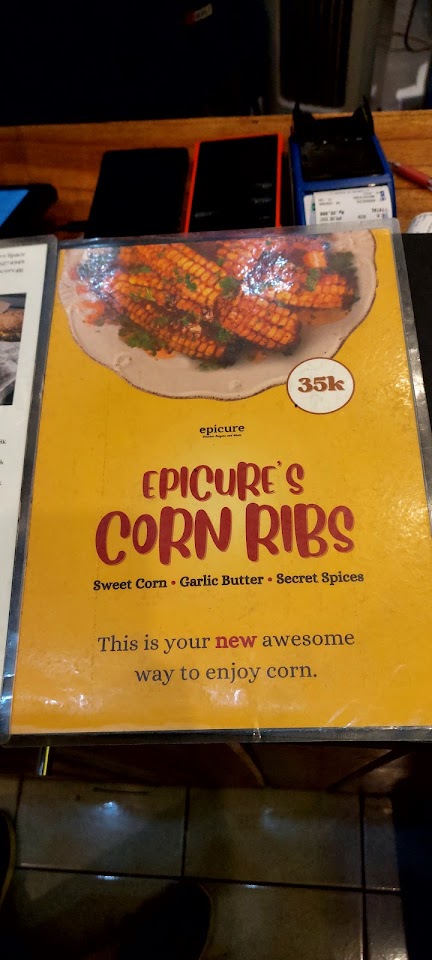 35k
epicure
EPICURE'S
CORN RIBS
Sweet Corn • Garlic Butter • Secret Spices
This is your new awesome
way to enjoy corn.